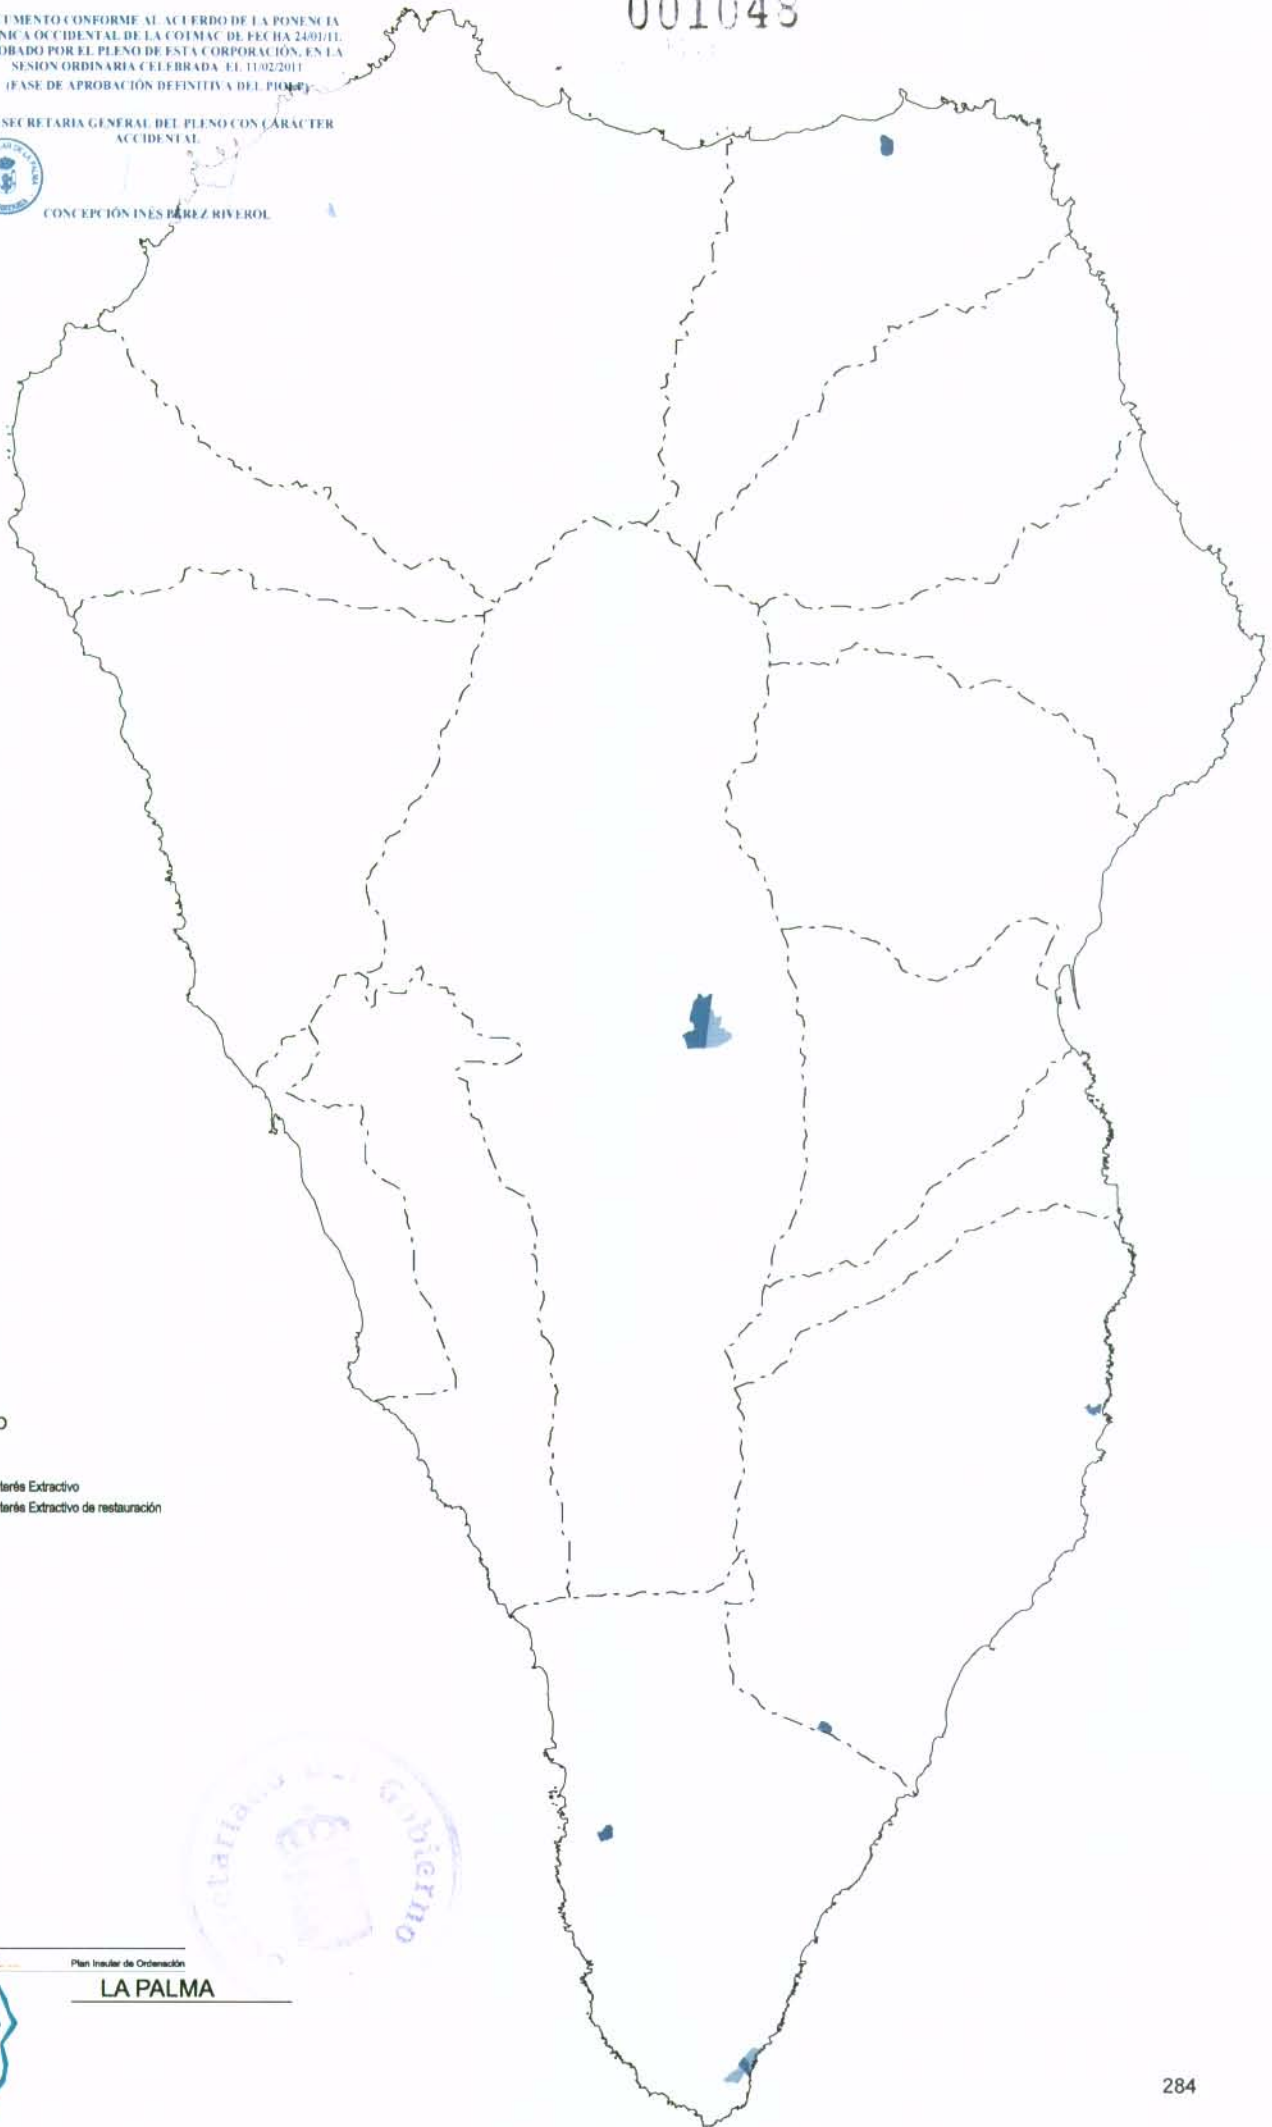 001048
UMENTO CONFORME AL ACUERDO DE LA PONENCIA
NICA OCCIDENTAL DE LA COTMAC DE FECHA 24/01/11.
OBADO POR EL PLENO DE ESTA CORPORACIÓN, EN LA
SESION ORDINARIA CELEBRADA EL 11/02/2011
(FASE DE APROBACIÓN DEFINITIVA DEL PIOLP)
SECRETARIA GENERAL DEL PLENO CON CARÁCTER
ACCIDENTAL
CONCEPCIÓN INÉS PÉREZ RIVEROL
terés Extractivo
terés Extractivo de restauración
Gobierno
Plan Insular de Ordenación
LA PALMA
284